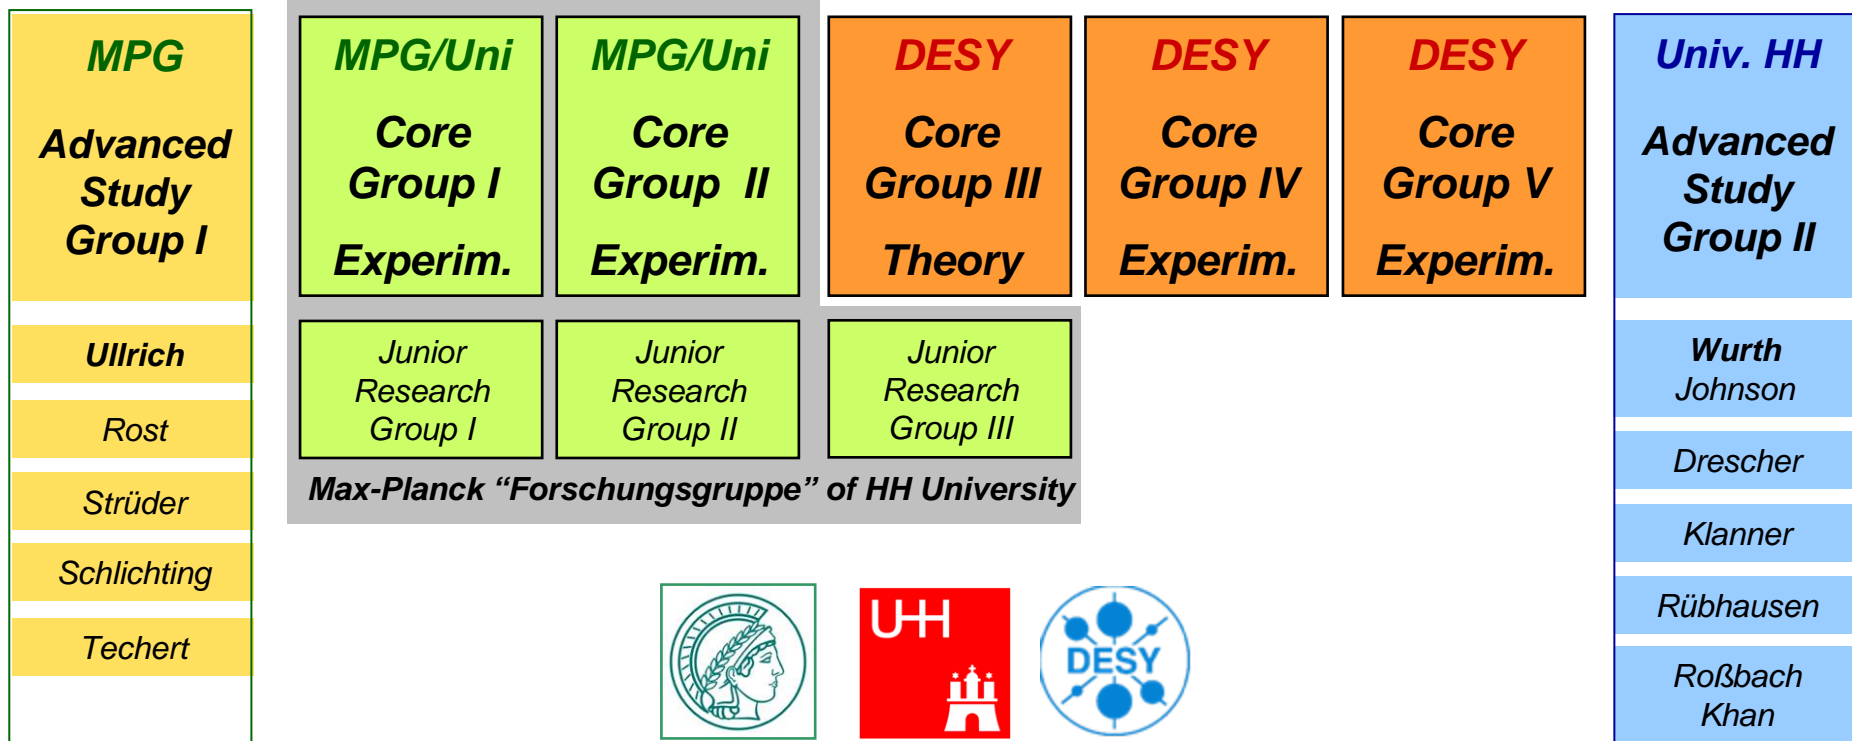 MPG
Advanced
Study
Group I
Ullrich
Rost
Strüder
Schlichting
Techert
MPG/Uni
Core
Group I
Experim.
MPG/Uni
Core
Group II
Experim.
DESY
Core
Group III
Theory
DESY
Core
Group IV
Experim.
DESY
Core
Group V
Experim.
Junior
Research
Group I
Junior
Research
Group II
Junior
Research
Group III
Max-Planck “Forschungsgruppe” of HH University
UHH
DESY
Univ. HH
Advanced
Study
Group II
Wurth
Johnson
Drescher
Klanner
Rübhausen
Roßbach
Khan